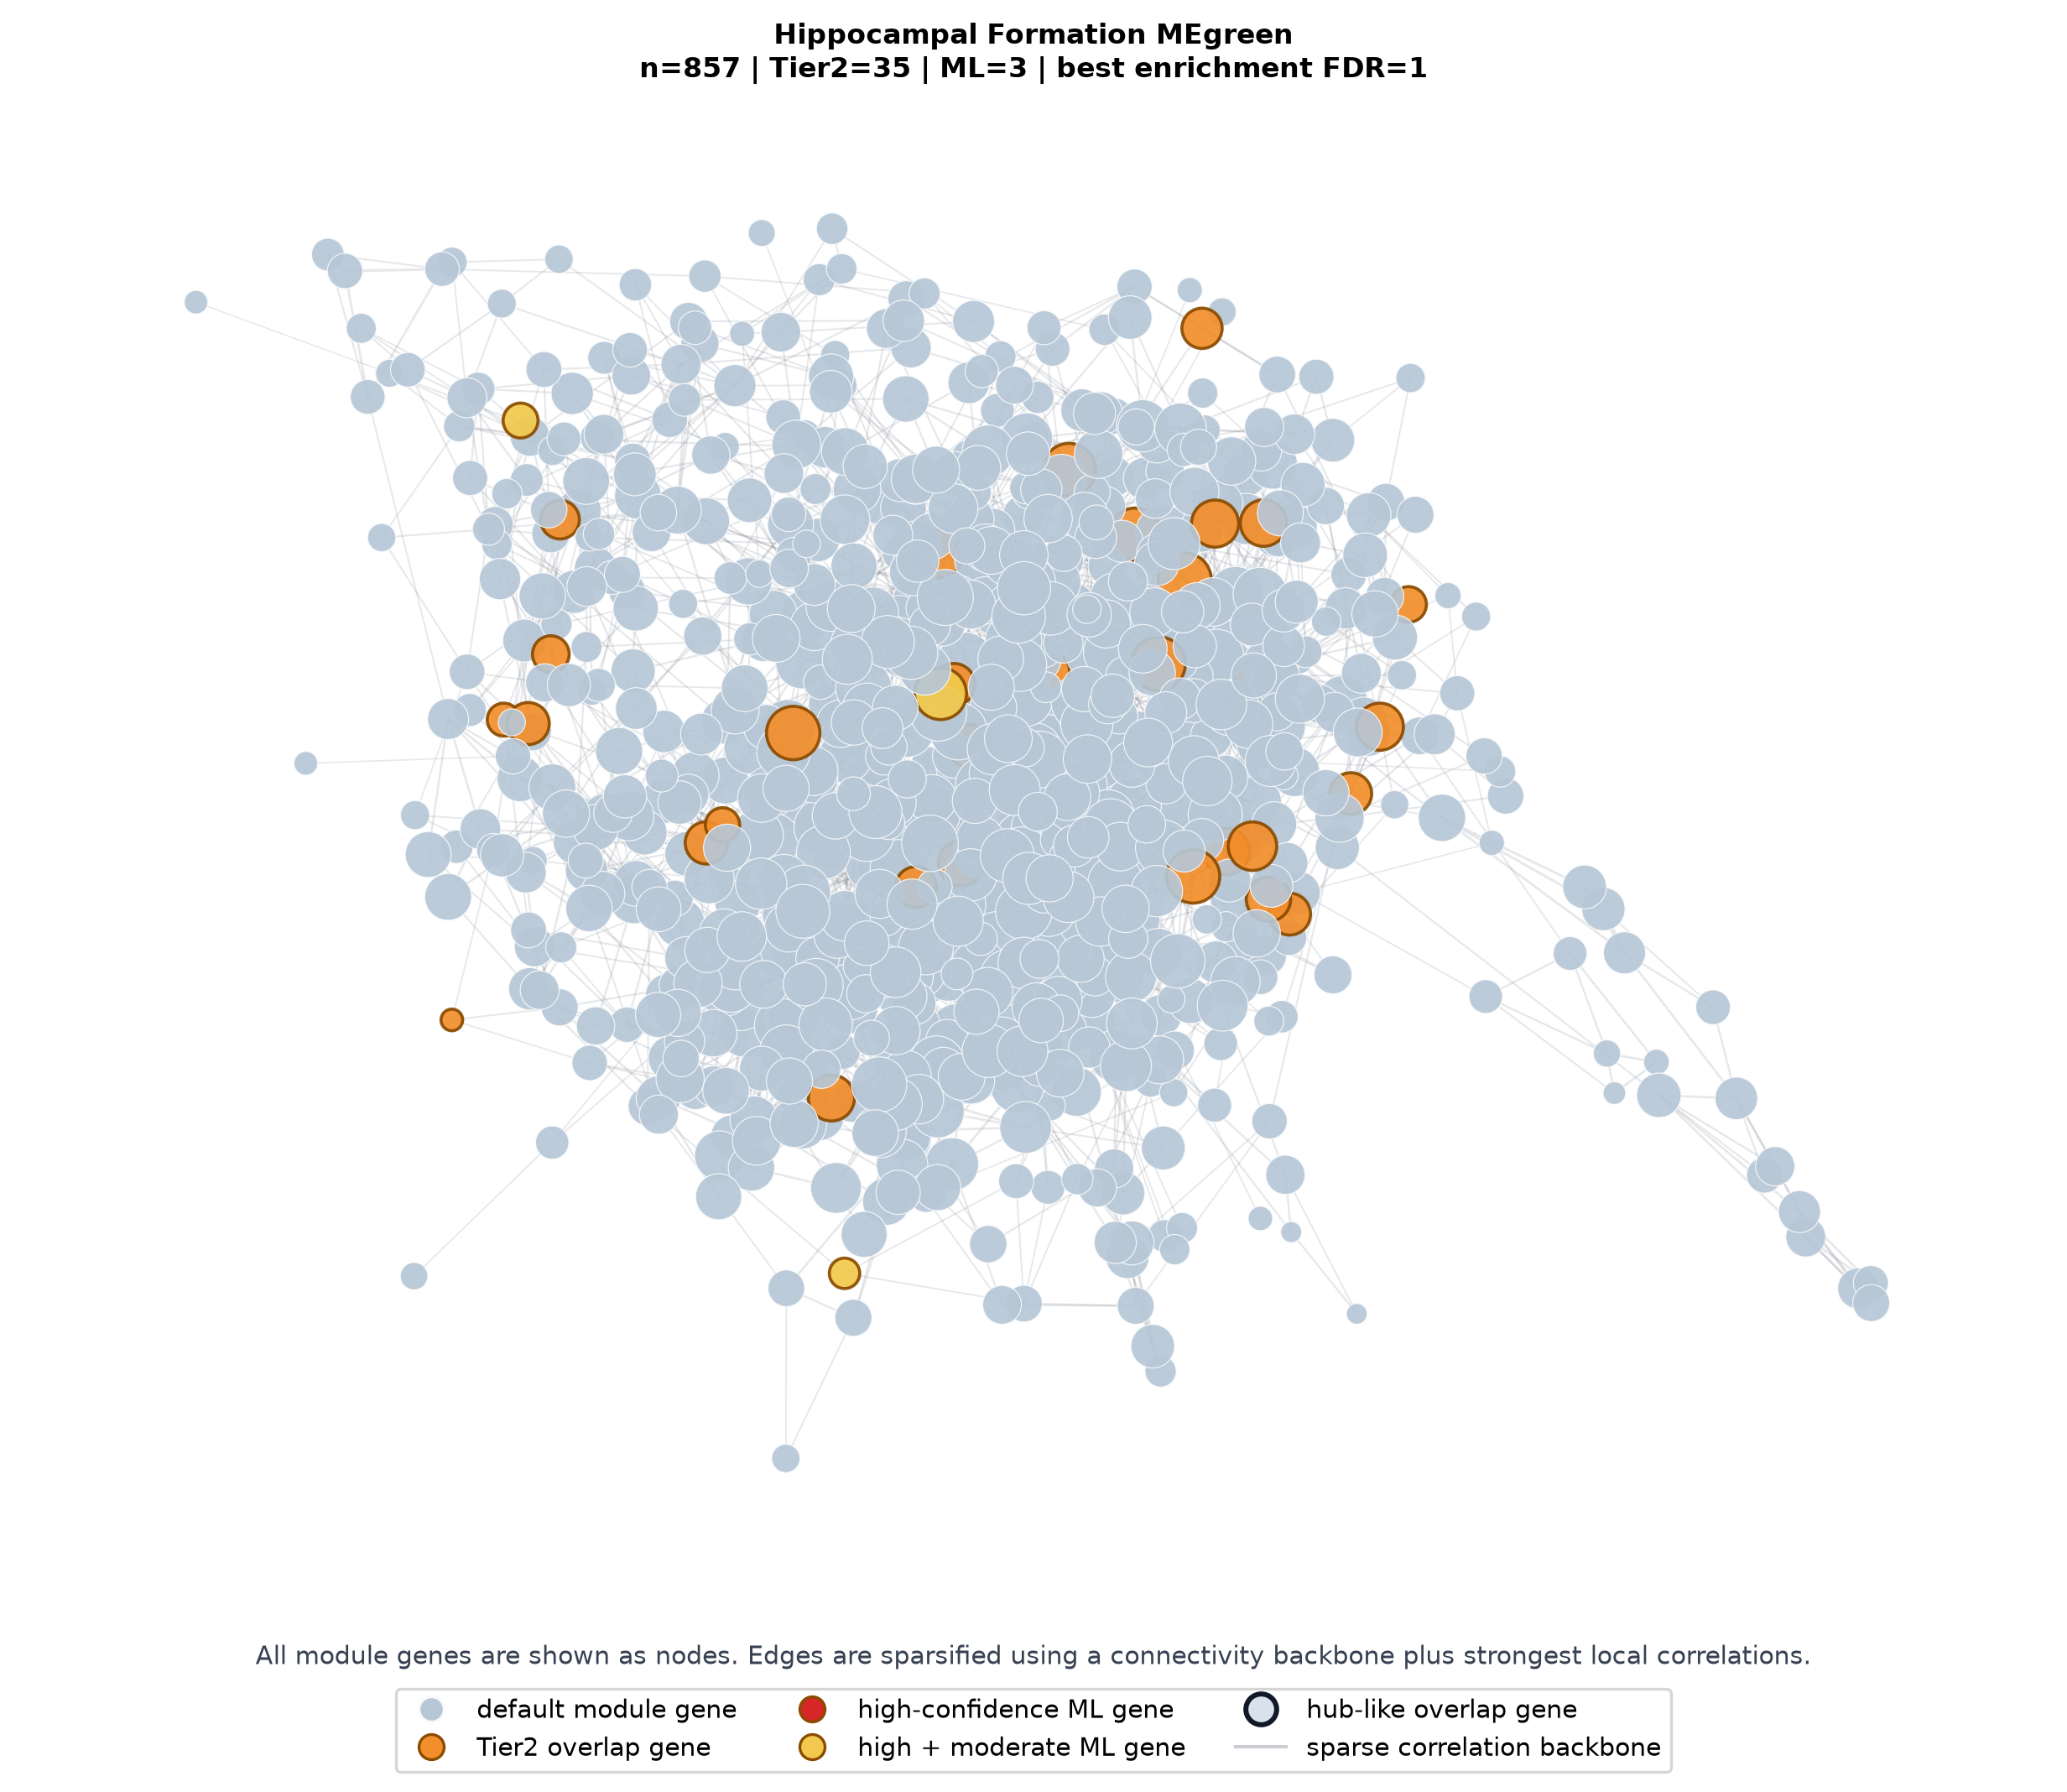 Hippocampal Formation MEgreen
n=857 | Tier2=35 | ML=3 | best enrichment FDR=1
All module genes are shown as nodes. Edges are sparsified using a connectivity backbone plus strongest local correlations.
default module gene
Tier2 overlap gene
high-confidence ML gene
high + moderate ML gene
hub-like overlap gene
sparse correlation backbone